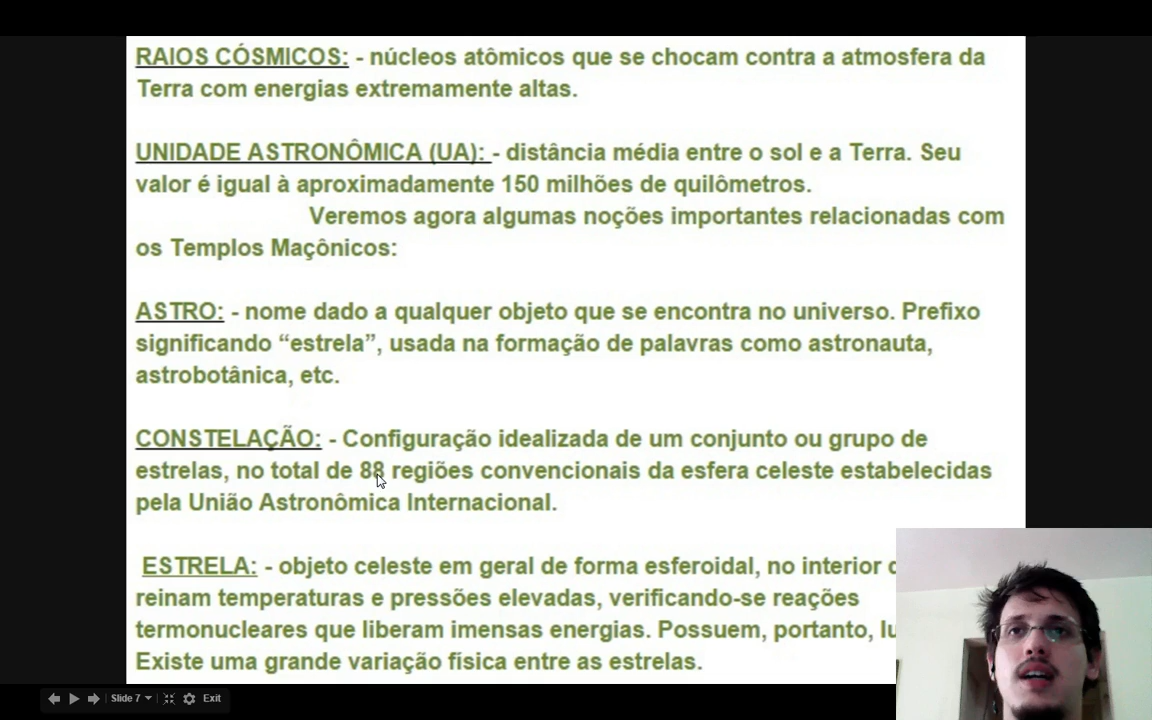 RAIOS CÓSMICOS: - núcleos atômicos que se chocam contra a atmosfera da
Terra com energias extremamente altas.
UNIDADE ASTRONÔMICA (UA): - distância média entre o sol e a Terra. Seu
valor é igual à aproximadamente 150 milhões de quilômetros.
Veremos agora algumas noções importantes relacionadas com
os Templos Maçônicos:
ASTRO: - nome dado a qualquer objeto que se encontra no universo. Prefixo
significando “estrela”, usada na formação de palavras como astronauta,
astrobotânica, etc.
CONSTELAÇÃO: - Configuração idealizada de um conjunto ou grupo de
estrelas, no total de 88 regiões convencionais da esfera celeste estabelecidas
pela União Astronômica Internacional.
ESTRELA: - objeto celeste em geral de forma esferoidal, no interior
reinam temperaturas e pressões elevadas, verificando-se reações
termonucleares que liberam imensas energias. Possuem, portanto,
Existe uma grande variação física entre as estrelas.
Slide 7
Exit